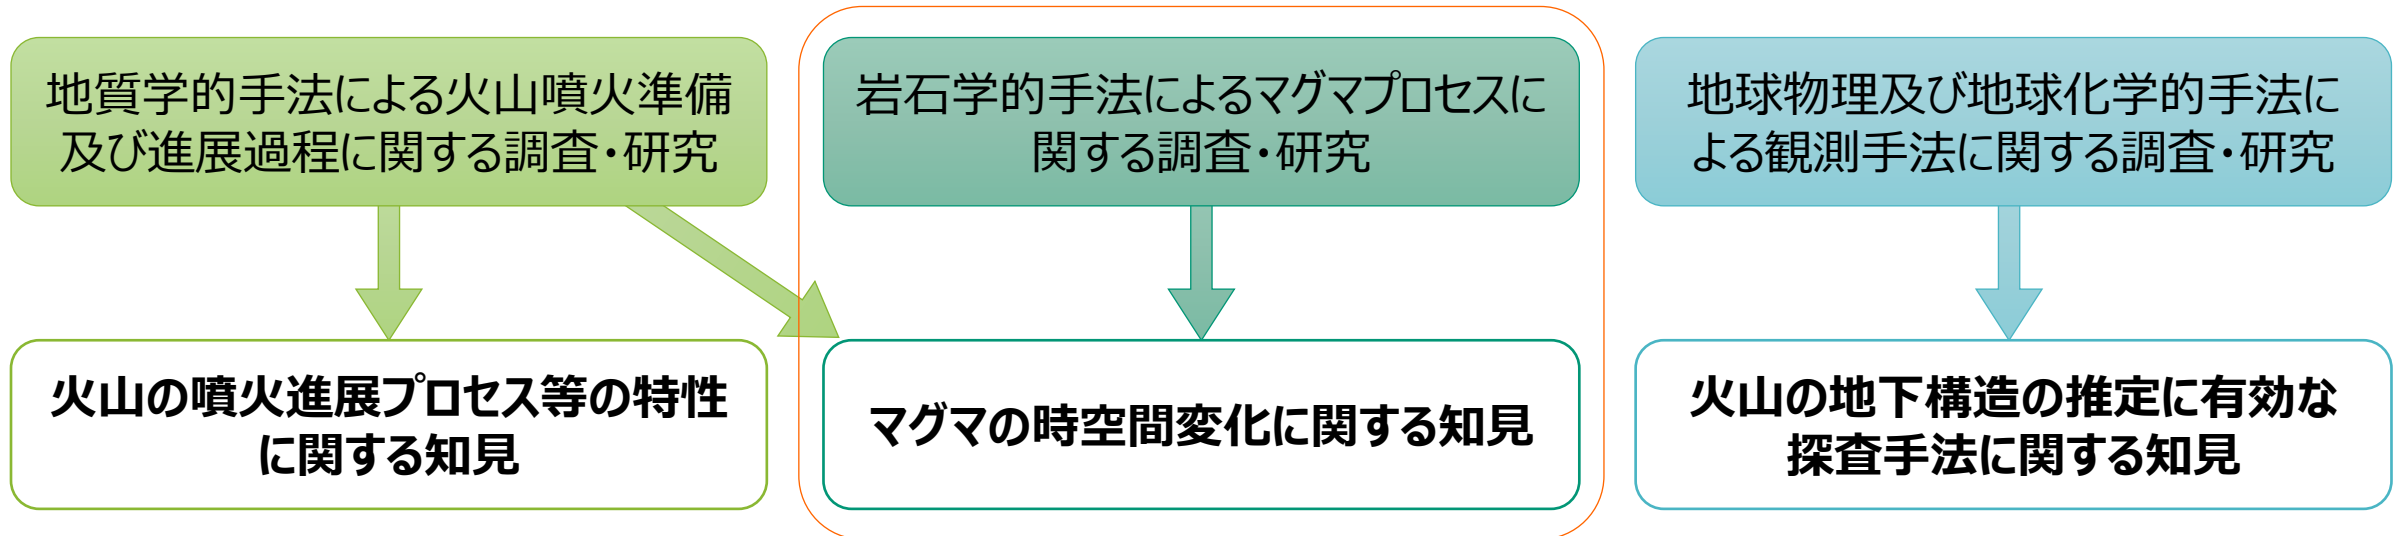 地質学的手法による火山噴火準備
及び進展過程に関する調査・研究
岩石学的手法によるマグマプロセスに
関する調査・研究
地球物理及び地球化学的手法に
よる観測手法に関する調査・研究
火山の噴火進展プロセス等の特性
に関する知見
マグマの時空間変化に関する知見
火山の地下構造の推定に有効な
探査手法に関する知見